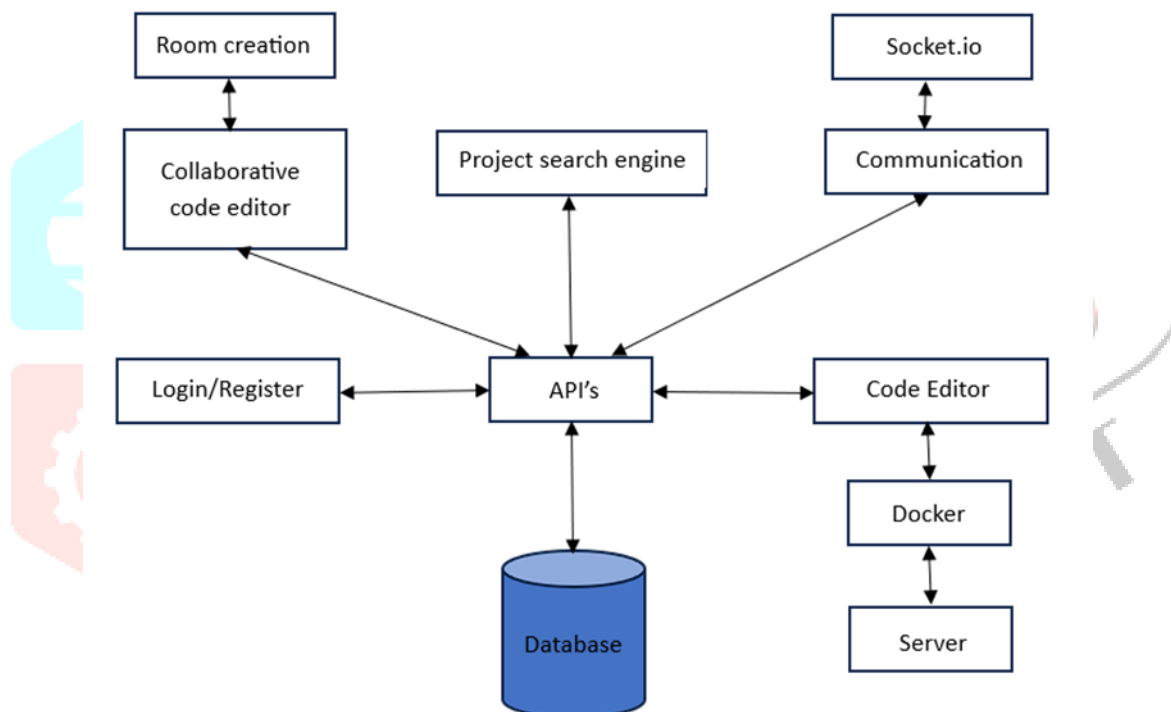 Room creation
Socket.io
Collaborative
code editor
Project search engine
Communication
Login/Register
API's
Code Editor
Docker
Database
Server